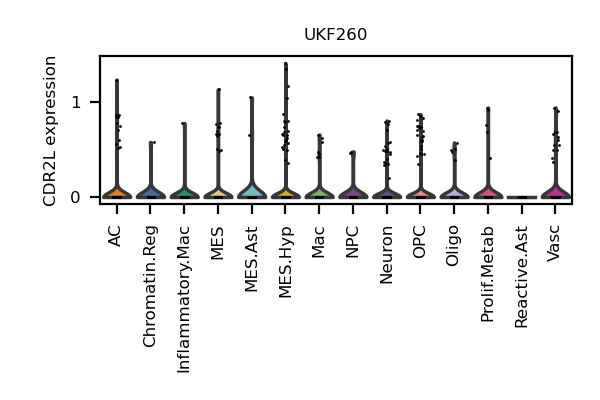 UKF260
CDR2L expression
1
0
AC
Chromatin.Reg
Inflammatory.Mac
MES
MES.Ast
MES.Hyp
Mac
NPC
Neuron
OPC
Oligo
Prolif.Metab
Reactive.Ast
Vasc